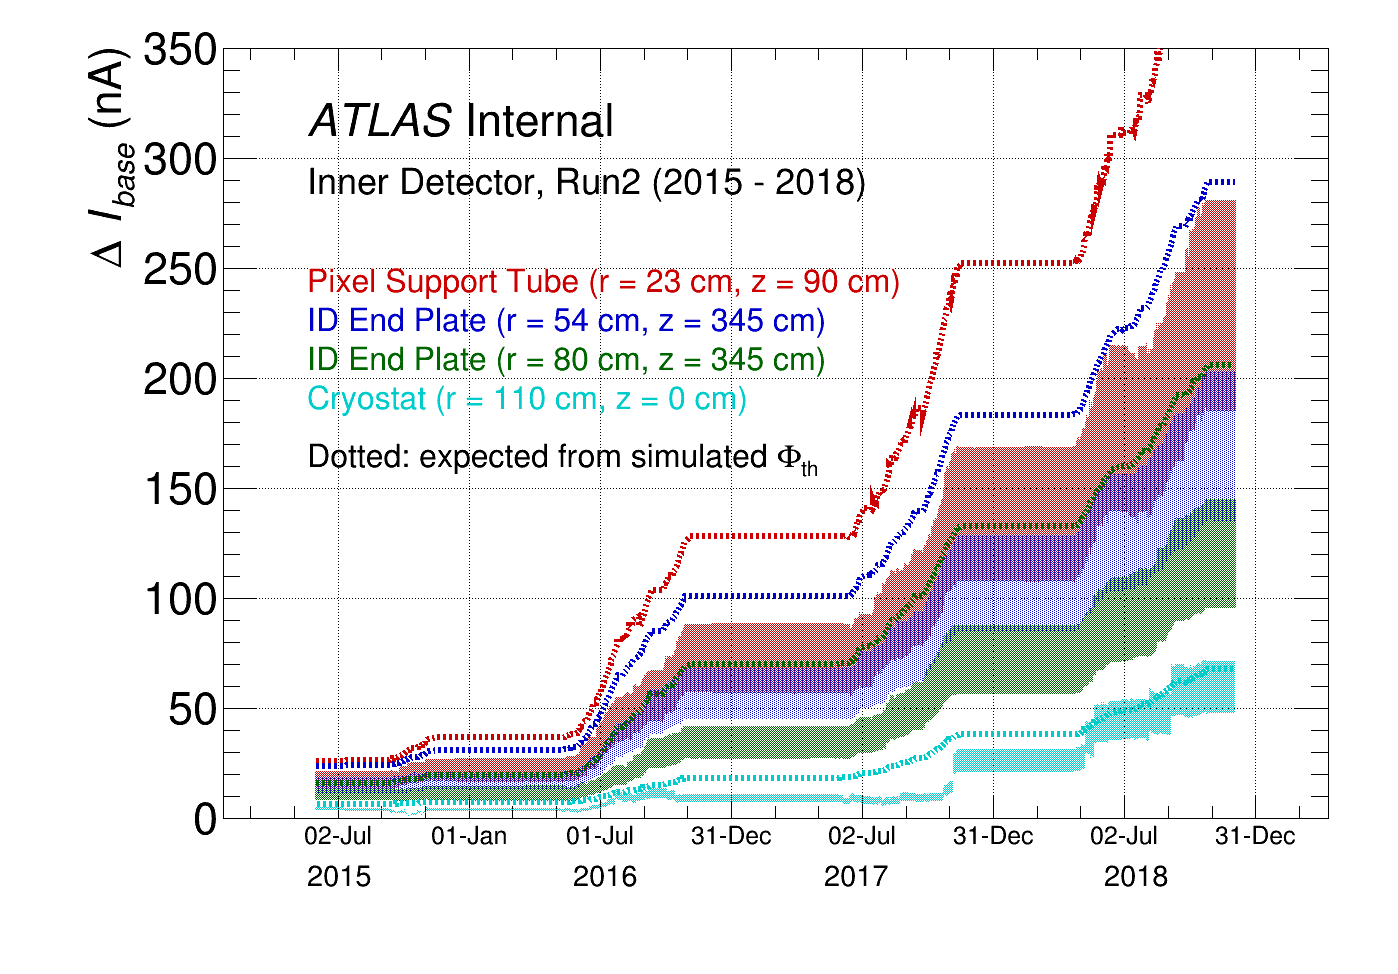 350
300
250
200
150
100
50
0
Δ I_base (nA)
ATLAS Internal
Inner Detector, Run2 (2015 - 2018)
Pixel Support Tube (r = 23 cm, z = 90 cm)
ID End Plate (r = 54 cm, z = 345 cm)
ID End Plate (r = 80 cm, z = 345 cm)
Cryostat (r = 110 cm, z = 0 cm)
Dotted: expected from simulated Φ_th
02-Jul 01-Jan 01-Jul 31-Dec 02-Jul 31-Dec 02-Jul 31-Dec
2015 2016 2017 2018